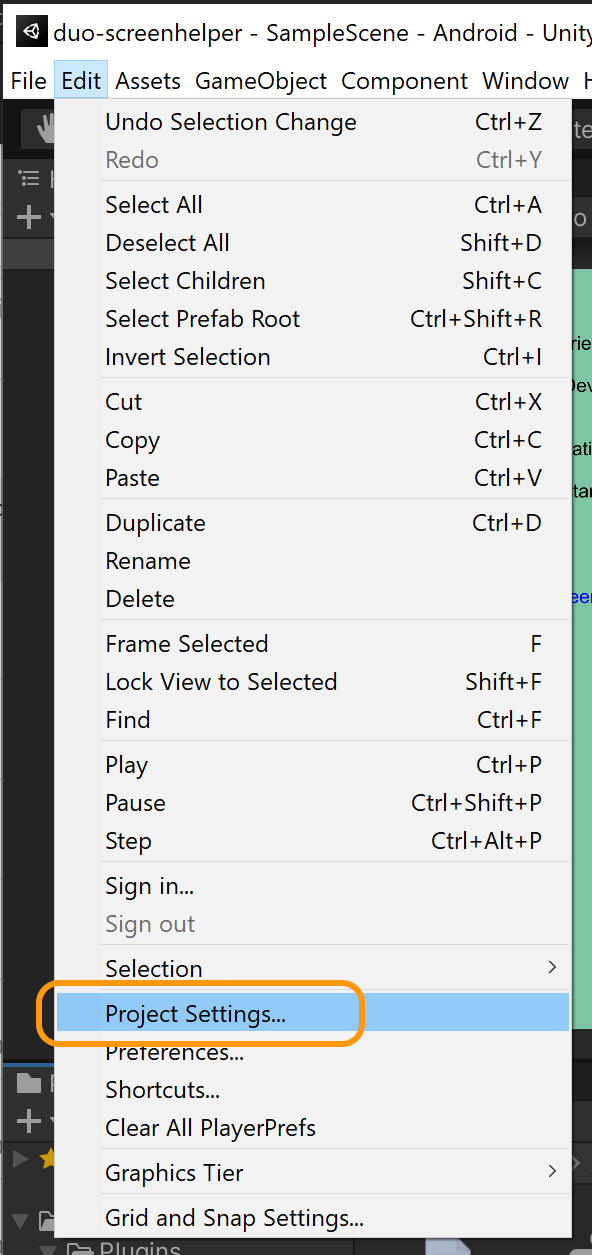 duo-screenhelper - SampleScene - Android - Unity
File Edit Assets GameObject Component Window
Undo Selection Change Ctrl+Z
Redo Ctrl+Y
Select All Ctrl+A
Deselect All Shift+D
Select Children Shift+C
Select Prefab Root Ctrl+Shift+R
Invert Selection Ctrl+I
Cut Ctrl+X
Copy Ctrl+C
Paste Ctrl+V
Duplicate Ctrl+D
Rename
Delete
Frame Selected F
Lock View to Selected Shift+F
Find Ctrl+F
Play Ctrl+P
Pause Ctrl+Shift+P
Step Ctrl+Alt+P
Sign in...
Sign out
Selection
Project Settings...
Preferences...
Shortcuts...
Clear All PlayerPrefs
Graphics Tier
Grid and Snap Settings...
Plugins